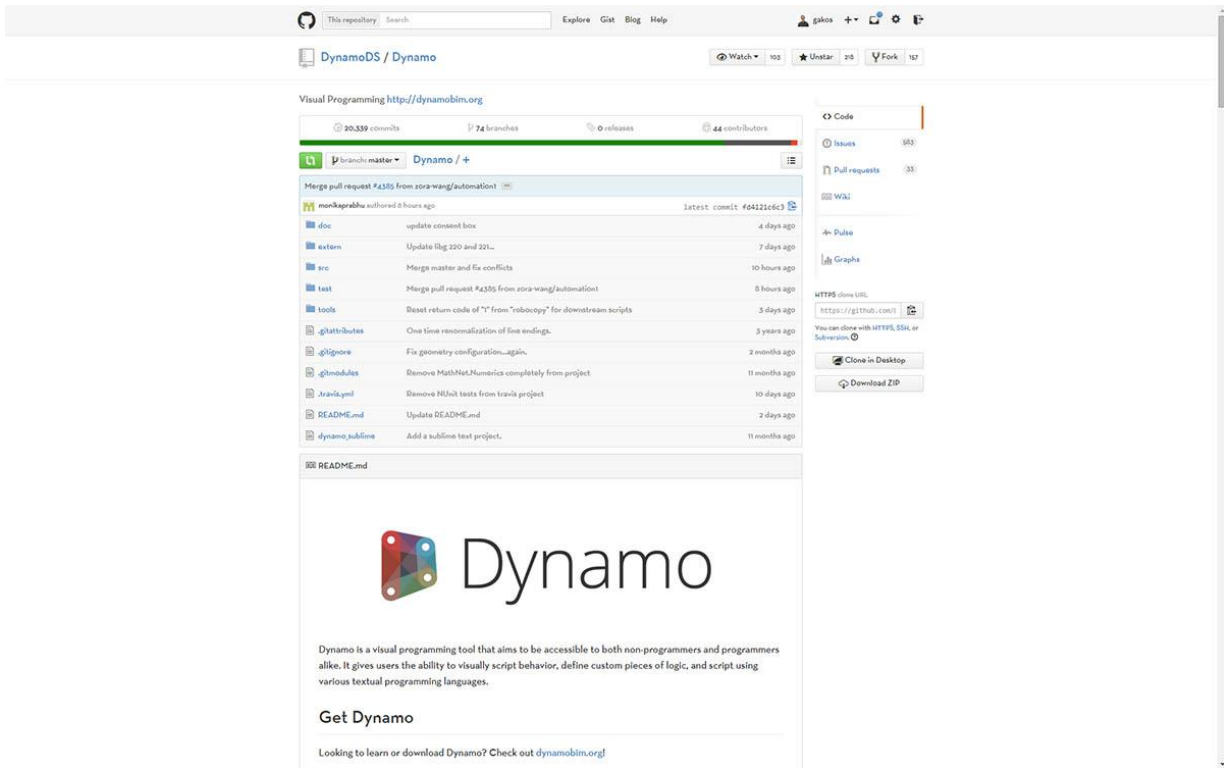 This repository Search Explore Gist Blog Help gakos
DynamoDS / Dynamo Watch 103 Unstar 218 Fork 157
Visual Programming http://dynamobim.org
20,339 commits 74 branches 0 releases 44 contributors
branch: master Dynamo / +
Merge pull request #4385 from zora-wang/automation1
monikaprabhu authored 8 hours ago latest commit fd4121c6c3
doc update consent box 4 days ago
extern Update libg 220 and 221... 7 days ago
src Merge master and fix conflicts 10 hours ago
test Merge pull request #4385 from zora-wang/automation1 8 hours ago
tools Reset return code of "1" from "robocopy" for downstream scripts 3 days ago
.gitattributes One time renormalization of line endings. 3 years ago
.gitignore Fix geometry configuration...again. 2 months ago
.gitmodules Remove MathNet.Numerics completely from project 11 months ago
.travis.yml Remove NUnit tests from travis project 10 days ago
README.md Update README.md 2 days ago
dynamo_sublime Add a sublime text project. 11 months ago
README.md
Dynamo
Dynamo is a visual programming tool that aims to be accessible to both non-programmers and programmers
alike. It gives users the ability to visually script behavior, define custom pieces of logic, and script using
various textual programming languages.
Get Dynamo
Looking to learn or download Dynamo? Check out dynamobim.org!
Code
Issues
Pull requests 33
Wiki
Pulse
Graphs
HTTPS clone URL
https://github.com/
You can clone with HTTPS, SSH, or
Subversion.
Clone in Desktop
Download ZIP